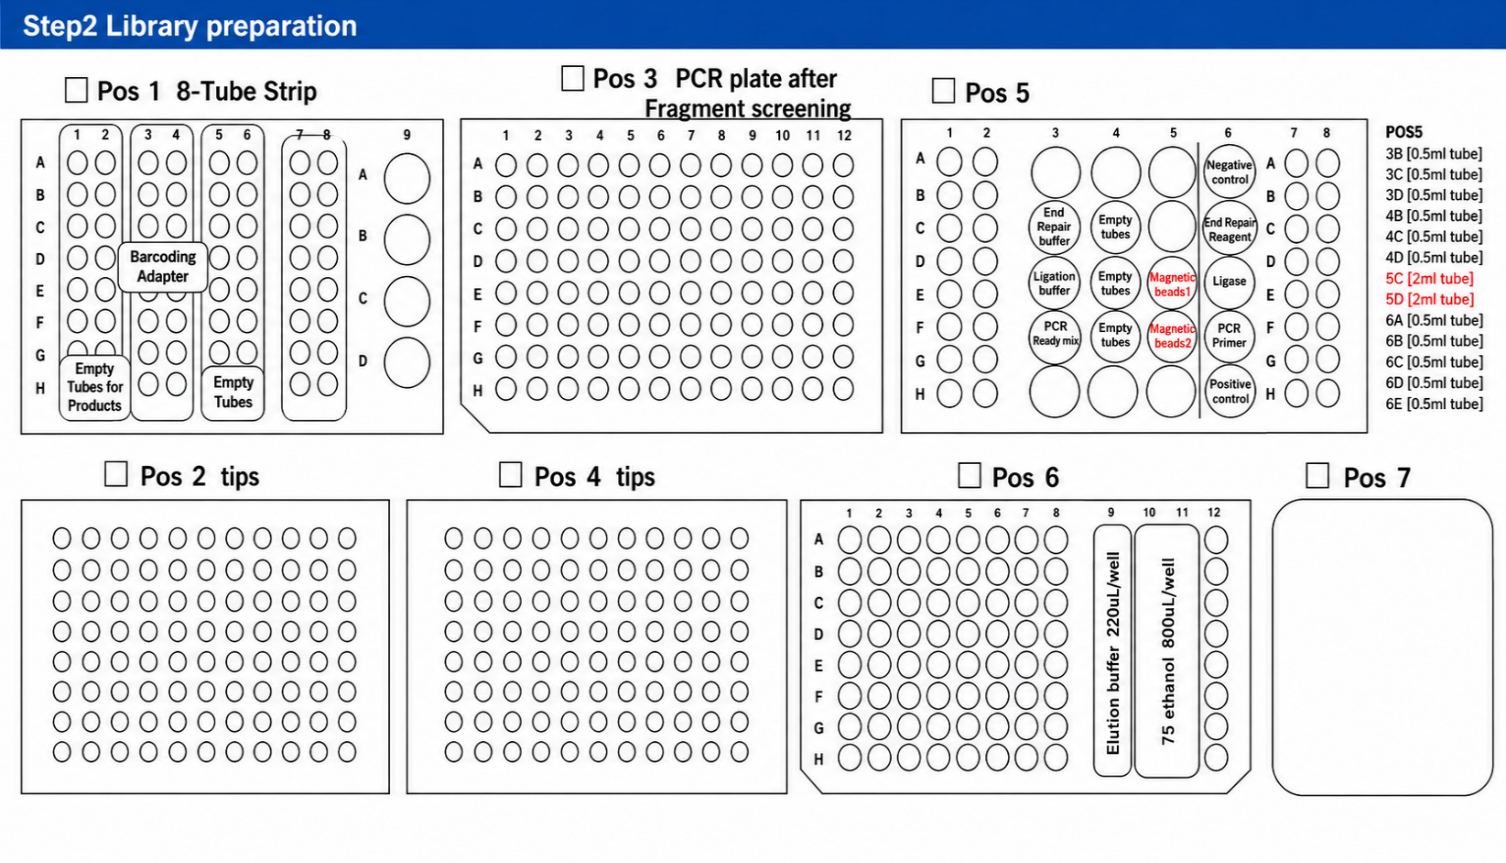 Step2 Library preparation
Pos 1 8-Tube Strip
1 2 3 4 5 6 7 8 9
A
B
C
D
E
F
G
H
A
B
C
D
Barcoding
Adapter
Empty
Tubes for
Products
Empty
Tubes
Pos 3 PCR plate after
Fragment screening
1 2 3 4 5 6 7 8 9 10 11 12
A
B
C
D
E
F
G
H
Pos 5
1 2 3 4 5 6 7 8
A
B
C
D
E
F
G
H
Negative
control
End
Repair
buffer
Empty
tubes
End Repair
Reagent
Ligation
buffer
Empty
tubes
Magnetic
beads1
Ligase
PCR
Ready mix
Empty
tubes
Magnetic
beads2
PCR
Primer
Positive
control
A
B
C
D
E
F
G
H
POS5
3B [0.5ml tube]
3C [0.5ml tube]
3D [0.5ml tube]
4B [0.5ml tube]
4C [0.5ml tube]
4D [0.5ml tube]
5C [2ml tube]
5D [2ml tube]
6A [0.5ml tube]
6B [0.5ml tube]
6C [0.5ml tube]
6D [0.5ml tube]
6E [0.5ml tube]
Pos 2 tips
Pos 4 tips
Pos 6
1 2 3 4 5 6 7 8 9 10 11 12
A
B
C
D
E
F
G
H
Elution buffer 220uL/well
75 ethanol 800uL/well
Pos 7